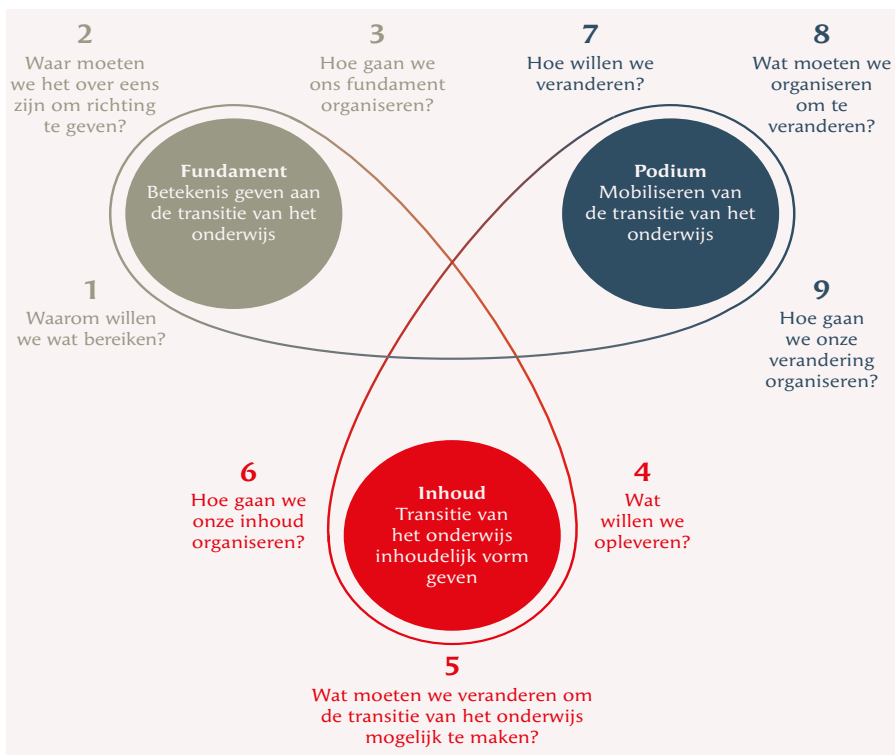 2
Waar moeten
we het over eens
zijn om richting
te geven?
3
Hoe gaan we
ons fundament
organiseren?
7
Hoe willen we
veranderen?
8
Wat moeten we
organiseren
om te
veranderen?
Fundament
Betekenis geven aan
de transitie van het
onderwijs
Podium
Mobiliseren van
de transitie van het
onderwijs
1
Waarom willen
we wat bereiken?
9
Hoe gaan
we onze
verandering
organiseren?
6
Hoe gaan we
onze inhoud
organiseren?
Inhoud
Transitie van
het onderwijs
inhoudelijk vorm
geven
4
Wat
willen we
opleveren?
5
Wat moeten we veranderen om
de transitie van het onderwijs
mogelijk te maken?